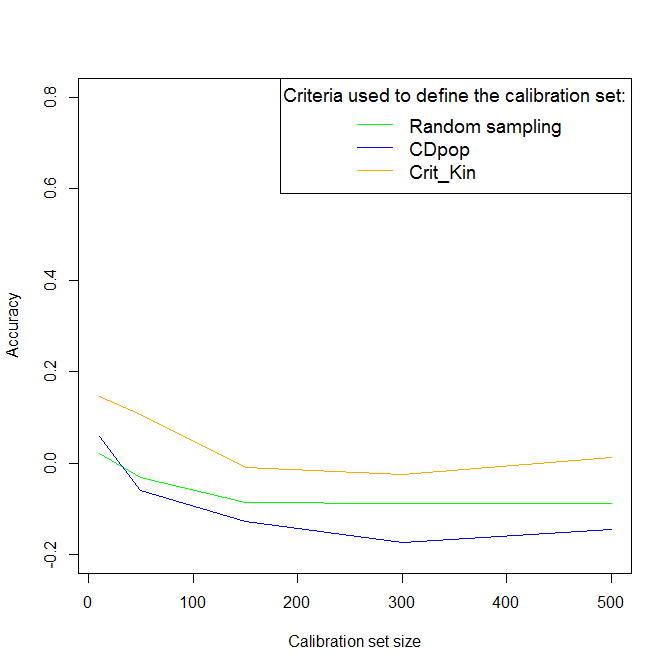 Criteria used to define the calibration set:
Random sampling
CDpop
Crit_Kin
Accuracy
0.8
0.6
0.4
0.2
0.0
-0.2
0 100 200 300 400 500
Calibration set size